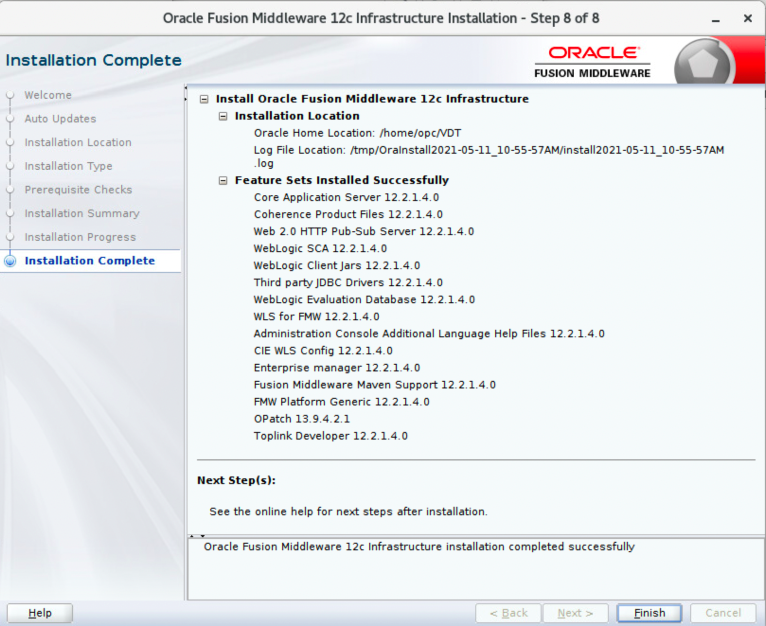 Oracle Fusion Middleware 12c Infrastructure Installation - Step 8 of 8
Installation Complete
ORACLE
FUSION MIDDLEWARE
Welcome
Auto Updates
Installation Location
Installation Type
Prerequisite Checks
Installation Summary
Installation Progress
Installation Complete
Install Oracle Fusion Middleware 12c Infrastructure
Installation Location
Oracle Home Location: /home/opc/VDT
Log File Location: /tmp/OraInstall2021-05-11_10-55-57AM/install2021-05-11_10-55-57AM
.log
Feature Sets Installed Successfully
Core Application Server 12.2.1.4.0
Coherence Product Files 12.2.1.4.0
Web 2.0 HTTP Pub-Sub Server 12.2.1.4.0
WebLogic SCA 12.2.1.4.0
WebLogic Client Jars 12.2.1.4.0
Third party JDBC Drivers 12.2.1.4.0
WebLogic Evaluation Database 12.2.1.4.0
WLS for FMW 12.2.1.4.0
Administration Console Additional Language Help Files 12.2.1.4.0
CIE WLS Config 12.2.1.4.0
Enterprise manager 12.2.1.4.0
Fusion Middleware Maven Support 12.2.1.4.0
FMW Platform Generic 12.2.1.4.0
OPatch 13.9.4.2.1
Toplink Developer 12.2.1.4.0
Next Step(s):
See the online help for next steps after installation.
Oracle Fusion Middleware 12c Infrastructure installation completed successfully
Help
< Back
Next >
Finish
Cancel